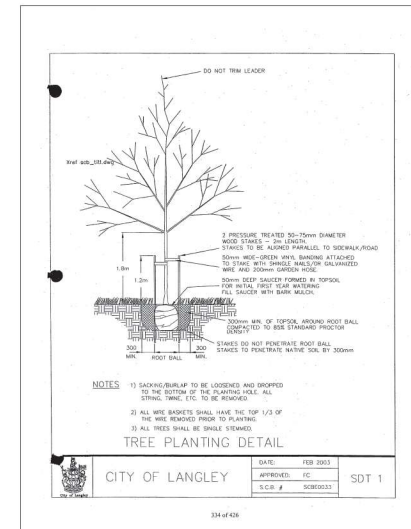 DO NOT TRIM
LEADER
Xref scb_titl.dwg
2 PRESSURE TREATED 50-75mm DIAMETER
WOOD STAKES - 2m LENGTH.
STAKES TO BE ALIGNED PARALLEL TO SIDEWALK/ROAD
50mm WIDE-GREEN VINYL BANDING ATTACHED
TO STAKE WITH SHINGLE NAILS/OR GALVANIZED
WIRE AND 200mm GARDEN HOSE.
1.8m
1.2m
50mm DEEP SAUCER FORMED IN TOPSOIL
FOR INITIAL FIRST YEAR WATERING
FILL SAUCER WITH BARK MULCH.
300mm MIN. OF TOPSOIL AROUND ROOT BALL
COMPACTED TO 85% STANDARD PROCTOR
DENSITY
STAKES DO NOT PENETRATE ROOT BALL
STAKES TO PENETRATE NATIVE SOIL BY 300mm
300
MIN.
ROOT BALL
300
MIN.
NOTES
1) SACKING/BURLAP TO BE LOOSENED AND DROPPED
TO THE BOTTOM OF THE PLANTING HOLE. ALL
STRING, TWINE, ETC. TO BE REMOVED
2) ALL WIRE BASKETS SHALL HAVE THE TOP 1/3 OF
THE WIRE REMOVED PRIOR TO PLANTING.
3) ALL TREES SHALL BE SINGLE STEMMED.
TREE PLANTING DETAIL
City of Langley
CITY OF LANGLEY
DATE: FEB 2003
APPROVED: FC
S.C.B. # SCBE0033
SDT 1
334 of 426